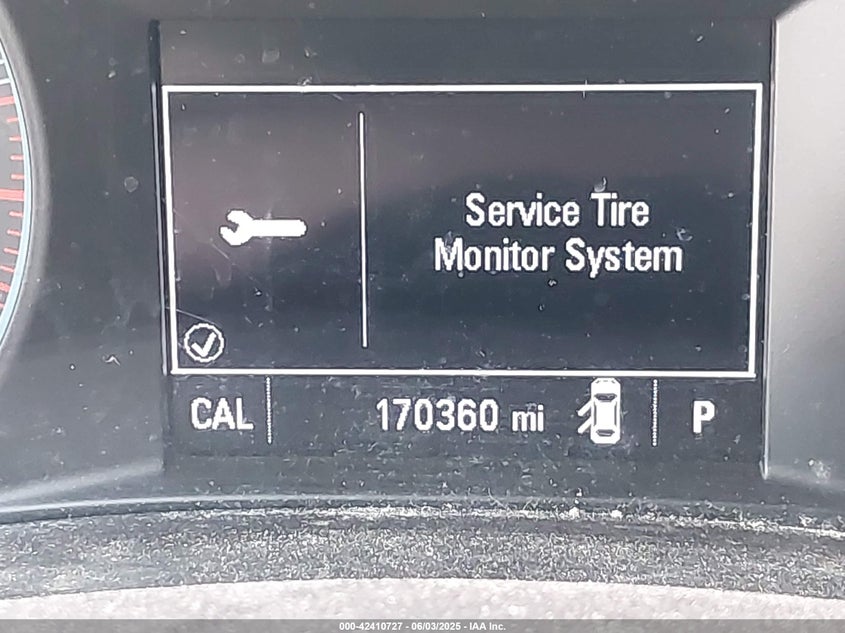 Service Tire
Monitor System
CAL 170360 mi P
000-42410727 - 06/03/2025 - IAA Inc.